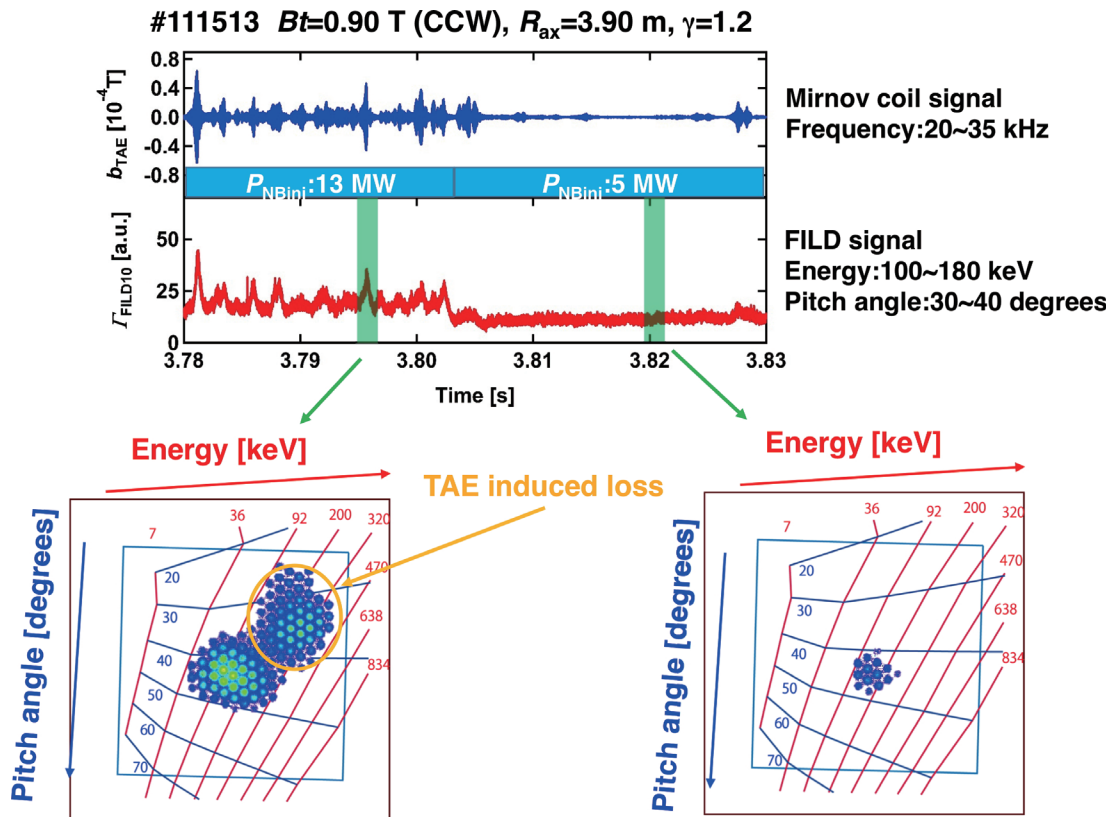 #111513 Bt=0.90 T (CCW), Rax=3.90 m, γ=1.2
bTAE [10-4T]
0.8
0.4
0.0
-0.4
-0.8
PNBinj:13 MW
PNBinj:5 MW
Mirnov coil signal
Frequency:20~35 kHz
ΓFILD10 [a.u.]
50
25
0
FILD signal
Energy:100~180 keV
Pitch angle:30~40 degrees
3.78 3.79 3.80 3.81 3.82 3.83
Time [s]
Energy [keV]
TAE induced loss
Energy [keV]
Pitch angle [degrees]
7 36 92 200 320
470
638
834
20
30
40
50
60
70
Pitch angle [degrees]
7 36 92 200 320
470
638
834
20
30
40
50
60
70